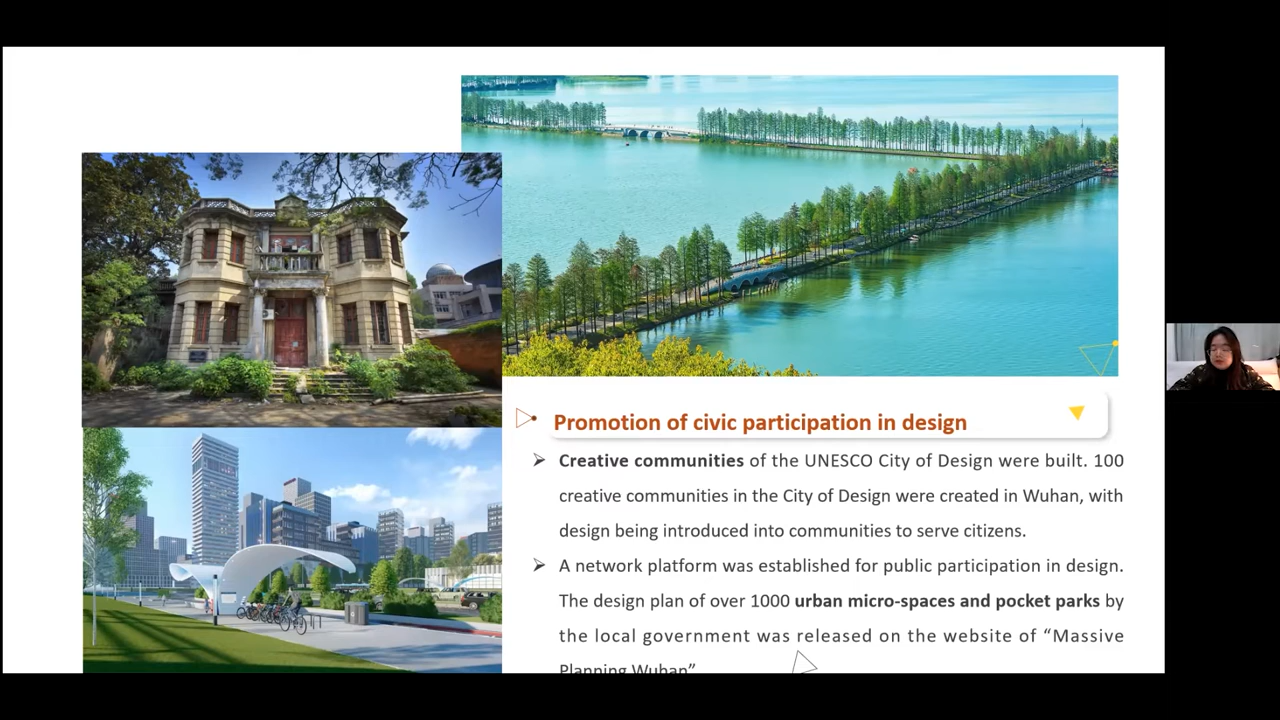 Promotion of civic participation in design
➢ Creative communities of the UNESCO City of Design were built. 100
creative communities in the City of Design were created in Wuhan, with
design being introduced into communities to serve citizens.
➢ A network platform was established for public participation in design.
The design plan of over 1000 urban micro-spaces and pocket parks by
the local government was released on the website of “Massive
Planning Wuhan”